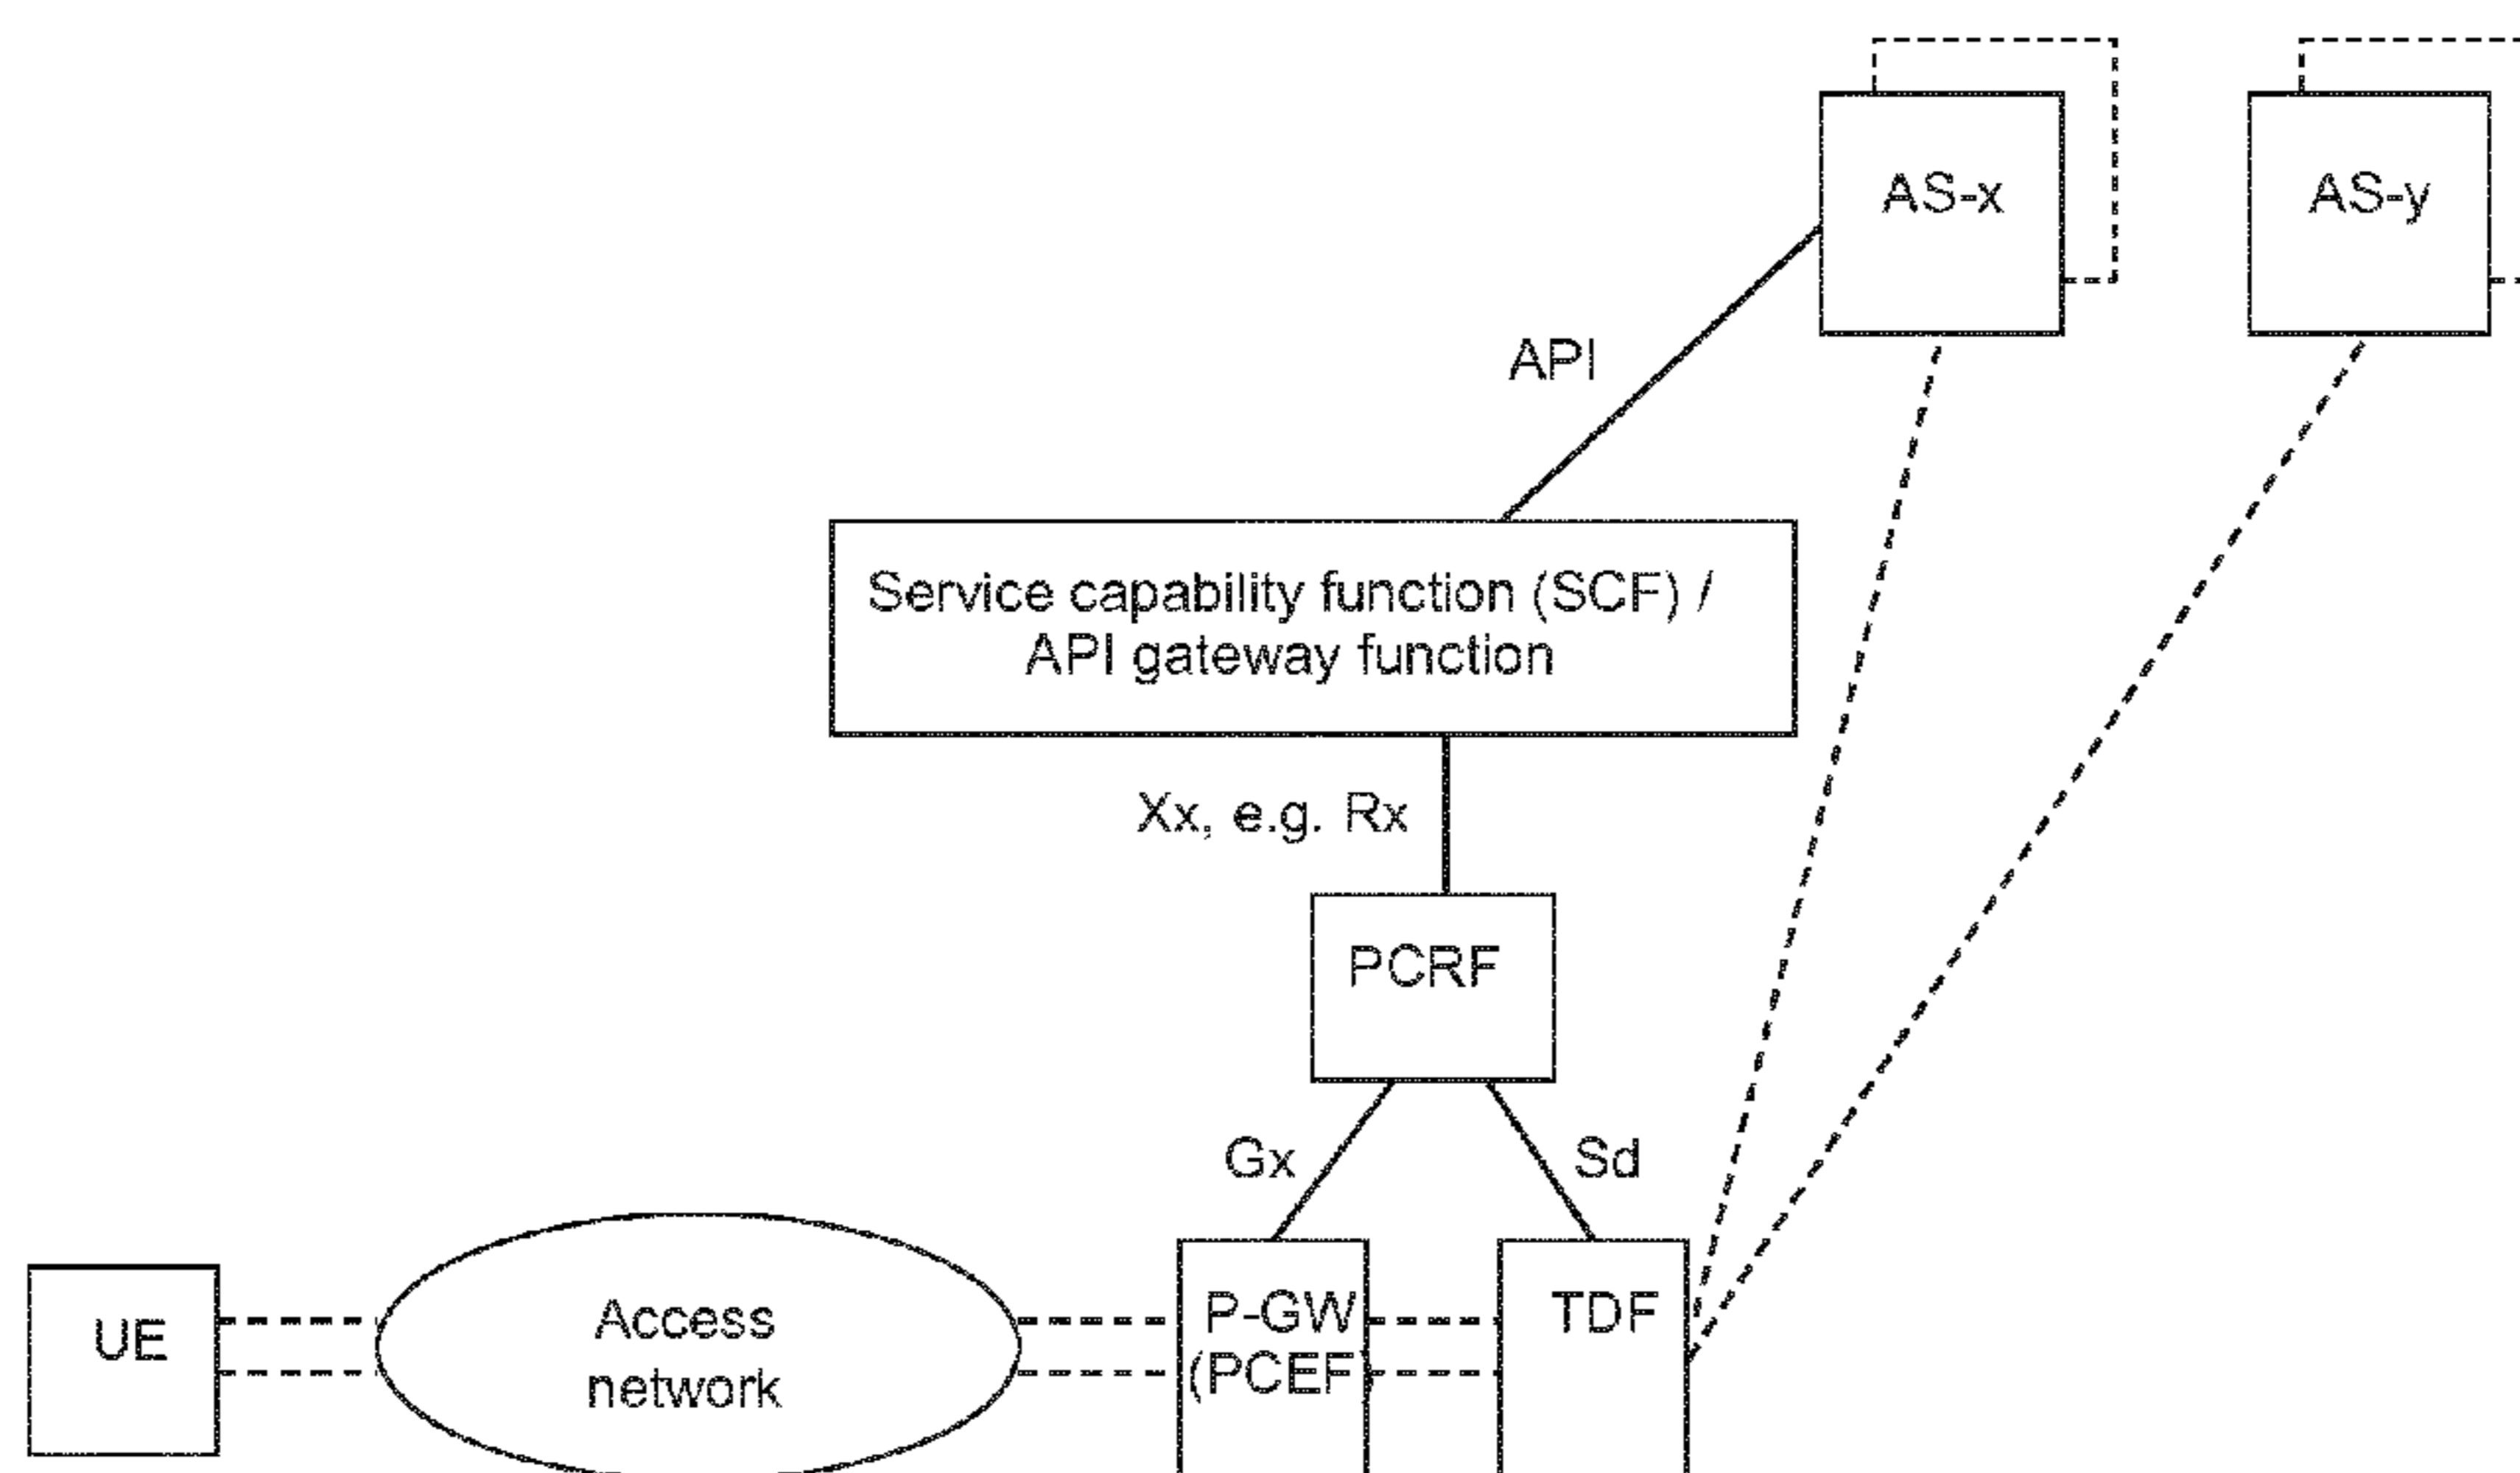 AS-x
AS-y
API
Service capability function (SCF) /
API gateway function
Xx, e.g. Rx
PCRF
Gx
Sd
UE
Access
network
P-GW
(PCEF)
TDF